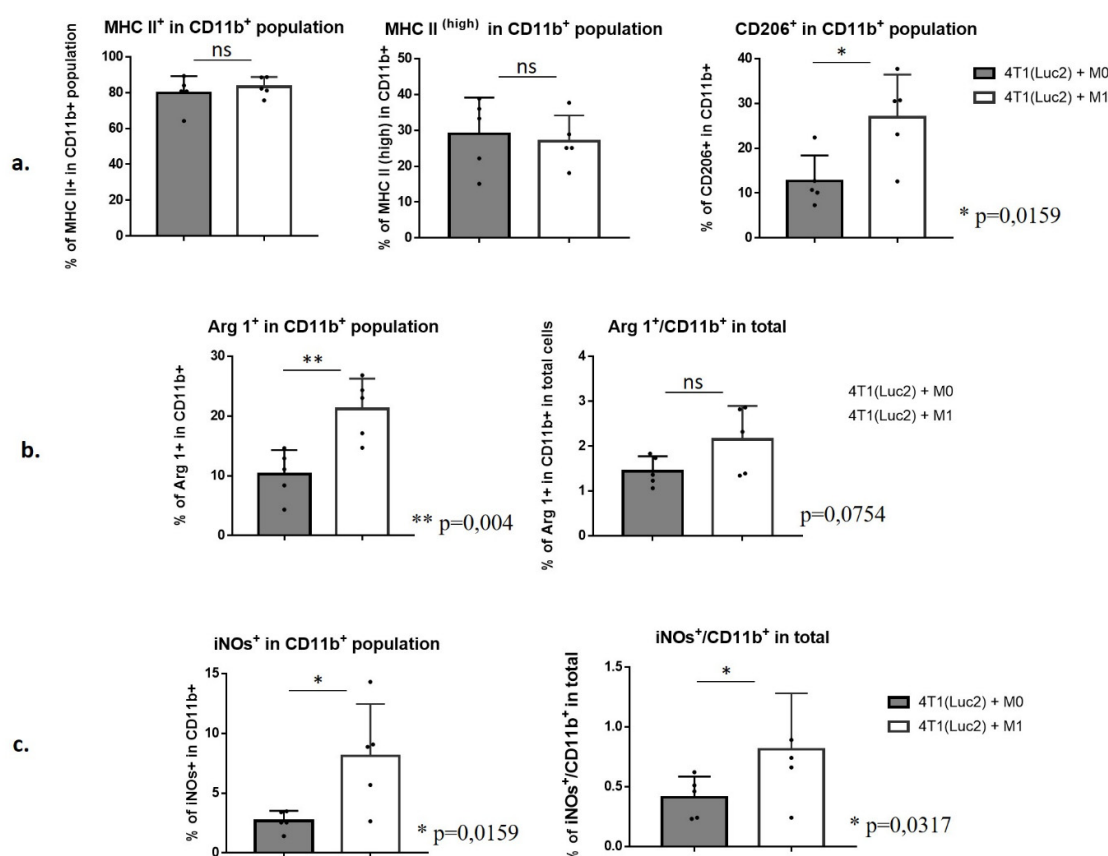 a.
MHC II+ in CD11b+ population
ns
% of MHC II+ in CD11b+ population
100
80
60
40
20
0
MHC II (high) in CD11b+ population
ns
% of MHC II (high) in CD11b+
50
40
30
20
10
0
CD206+ in CD11b+ population
*
% of CD206+ in CD11b+
40
30
20
10
0
4T1(Luc2) + M0
4T1(Luc2) + M1
* p=0,0159
b.
Arg 1+ in CD11b+ population
**
% of Arg 1+ in CD11b+
30
20
10
0
** p=0,004
Arg 1+/CD11b+ in total
ns
% of Arg 1+ in CD11b+ in total cells
4
3
2
1
0
4T1(Luc2) + M0
4T1(Luc2) + M1
p=0,0754
c.
iNOs+ in CD11b+ population
*
% of iNOs+ in CD11b+
15
10
5
0
* p=0,0159
iNOs+/CD11b+ in total
*
% of iNOs+/CD11b+ in total
1.5
1.0
0.5
0.0
4T1(Luc2) + M0
4T1(Luc2) + M1
* p=0,0317